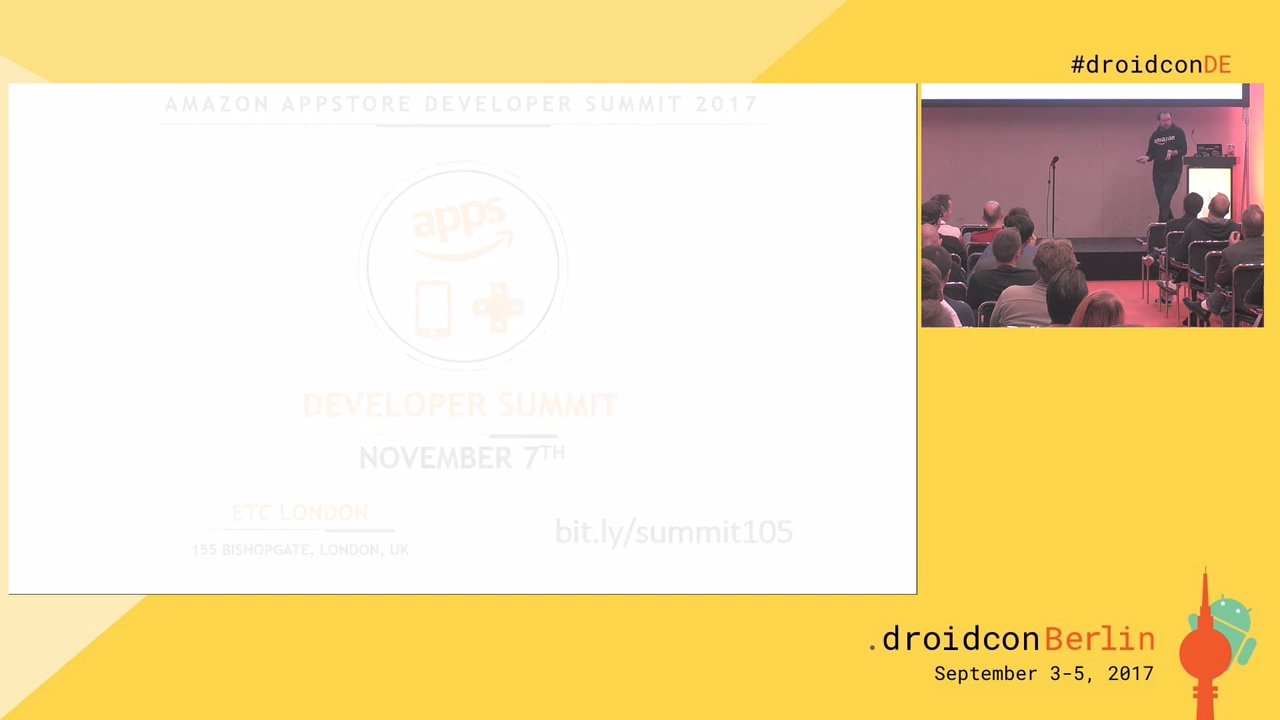 #droidconDE
AMAZON APPSTORE DEVELOPER SUMMIT 2017
apps
DEVELOPER SUMMIT
NOVEMBER 7TH
ETC LONDON
155 BISHOPGATE, LONDON, UK
bit.ly/summit105
amazon
.droidconBerlin
September 3-5, 2017